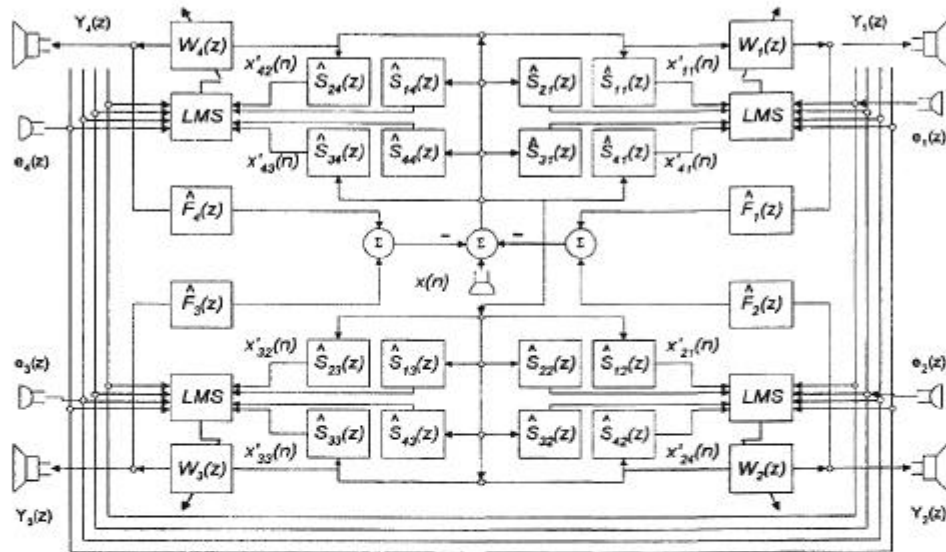 Y₄(z) W₄(z) W₁(z) Y₁(z)
x'₄₂(n) Ŝ₂₄(z) Ŝ₁₄(z) Ŝ₂₁(z) Ŝ₁₁(z) x'₁₁(n)
LMS LMS
e₄(z) e₁(z)
x'₄₃(n) Ŝ₃₄(z) Ŝ₄₄(z) Ŝ₃₁(z) Ŝ₄₁(z) x'₄₁(n)
F̂₄(z) F̂₁(z)
Σ − Σ − Σ
x(n)
F̂₃(z) F̂₂(z)
e₃(z) x'₃₂(n) Ŝ₂₃(z) Ŝ₁₃(z) Ŝ₂₂(z) Ŝ₁₂(z) x'₂₁(n) e₂(z)
LMS LMS
Ŝ₃₃(z) Ŝ₄₃(z) Ŝ₃₂(z) Ŝ₄₂(z)
W₃(z) x'₃₃(n) x'₂₄(n) W₂(z)
Y₃(z) Y₂(z)